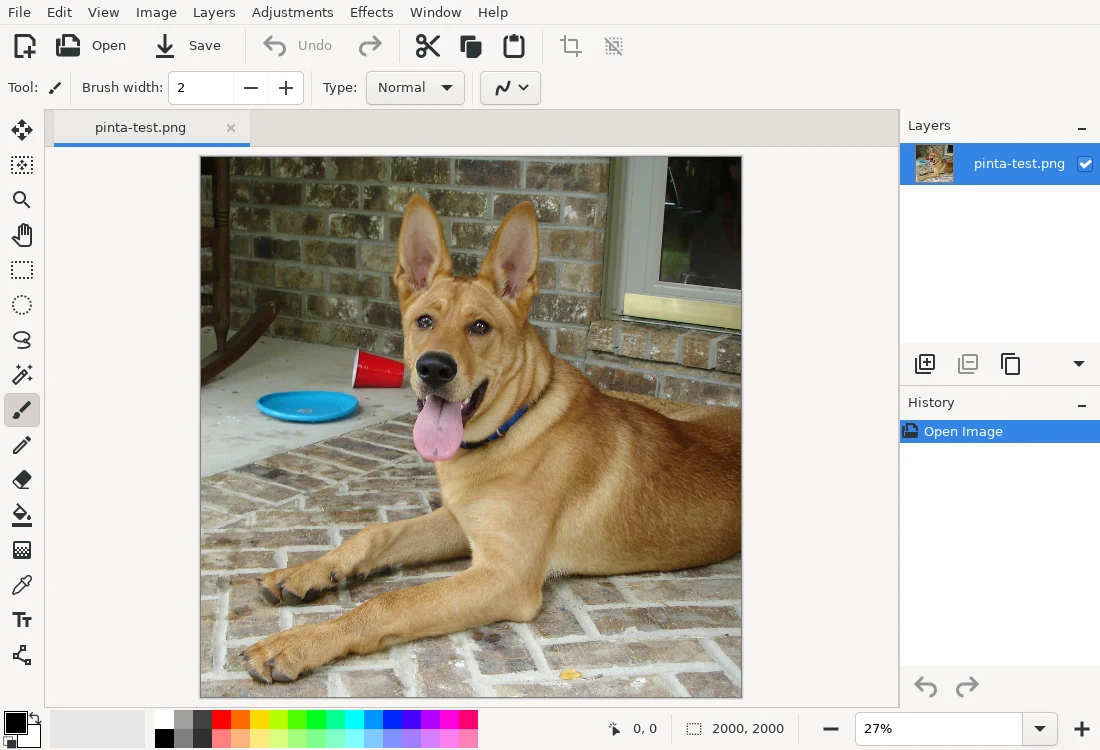 File Edit View Image Layers Adjustments Effects Window Help
Open Save Undo
Tool: Brush width: 2 Type: Normal
pinta-test.png
Layers
pinta-test.png
History
Open Image
0, 0 2000, 2000 27%